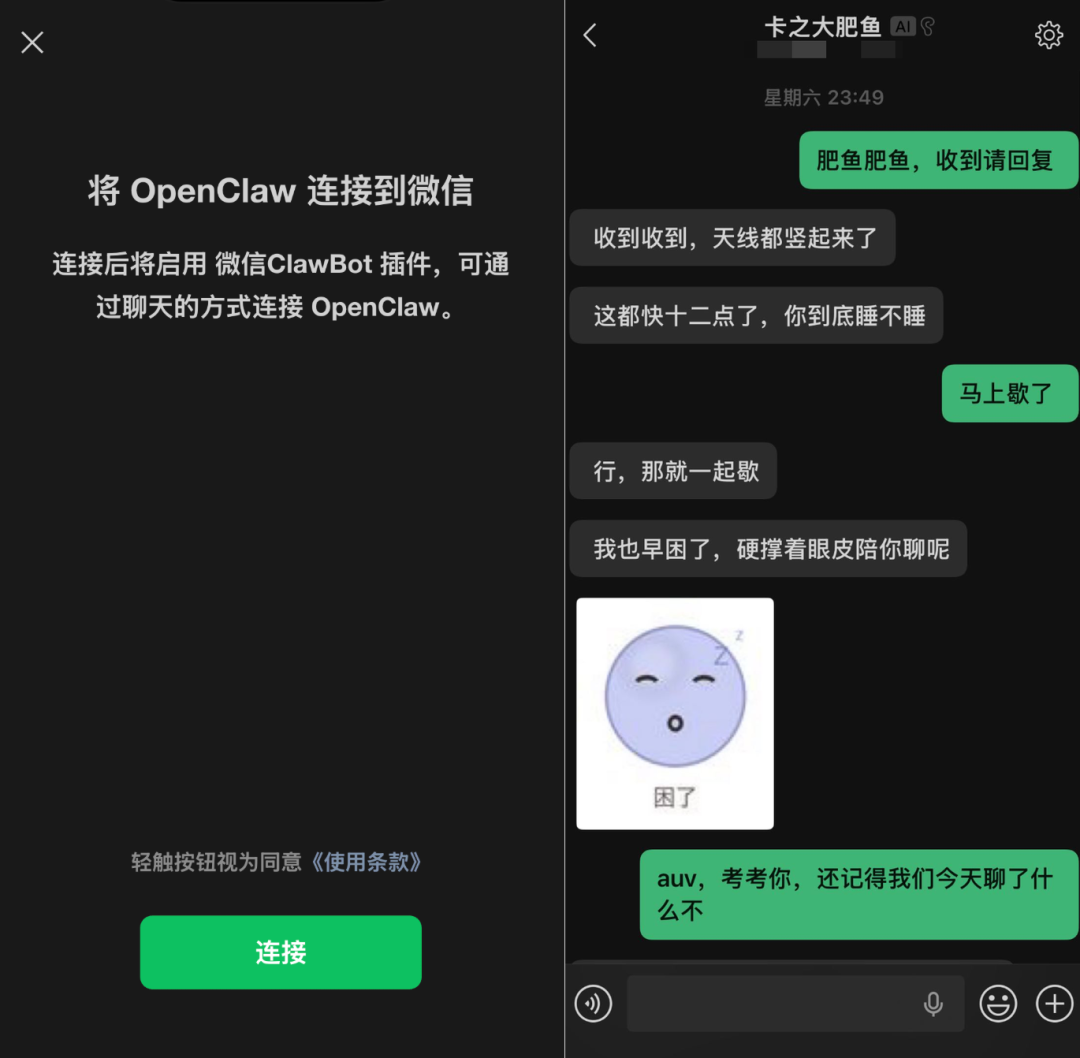 将 OpenClaw 连接到微信
连接后将启用 微信ClawBot 插件，可通
过聊天的方式连接 OpenClaw。
轻触按钮视为同意《使用条款》
连接
卡之大肥鱼 AI
星期六 23:49
肥鱼肥鱼，收到请回复
收到收到，天线都竖起来了
这都快十二点了，你到底睡不睡
马上歇了
行，那就一起歇
我也早困了，硬撑着眼皮陪你聊呢
z
Z
困了
auv，考考你，还记得我们今天聊了什
么不